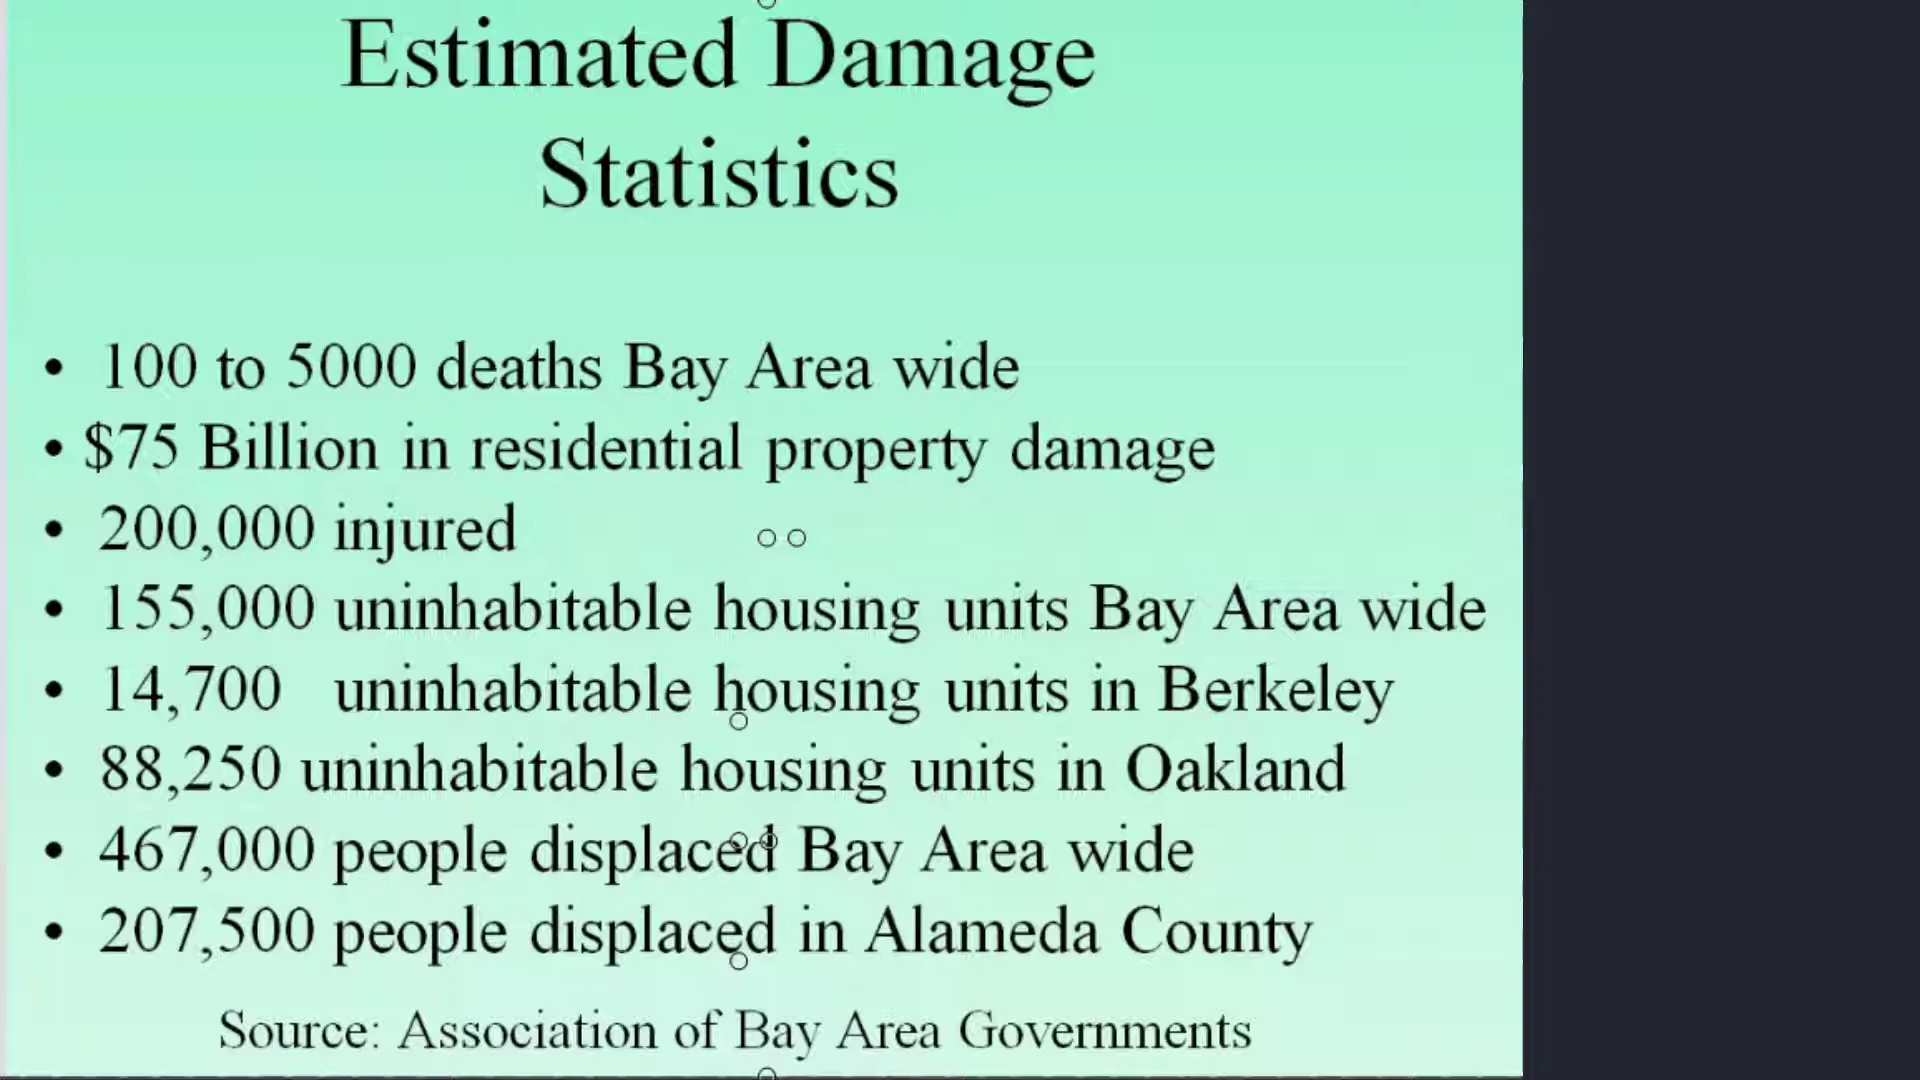 Estimated Damage
Statistics
• 100 to 5000 deaths Bay Area wide
• $75 Billion in residential property damage
• 200,000 injured
• 155,000 uninhabitable housing units Bay Area wide
• 14,700 uninhabitable housing units in Berkeley
• 88,250 uninhabitable housing units in Oakland
• 467,000 people displaced Bay Area wide
• 207,500 people displaced in Alameda County
Source: Association of Bay Area Governments